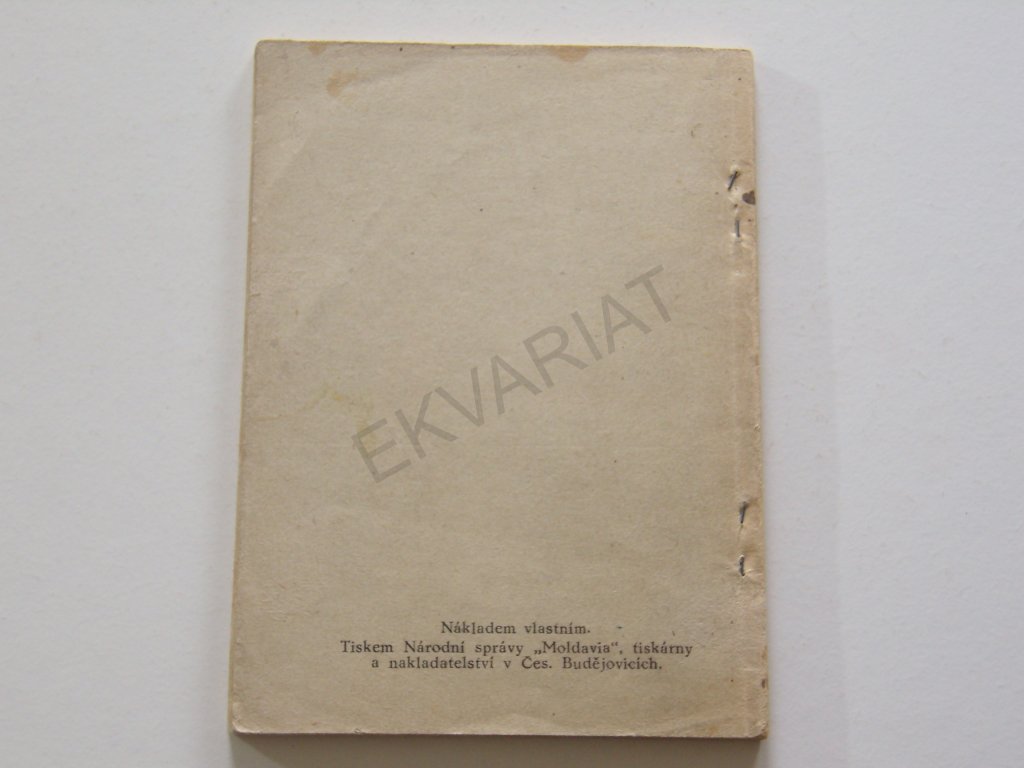 EKVARIAT
Nákladem vlastním.
Tiskem Národní správy „Moldavia“, tiskárny
a nakladatelství v Čes. Budějovicích.